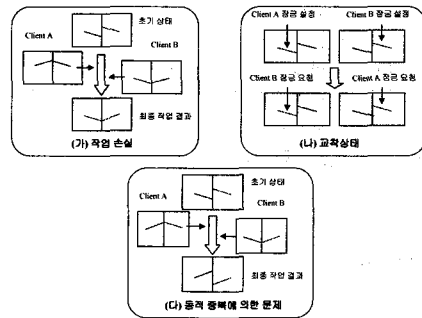 초기 상태
Client A
Client B
최종 작업 결과
(가) 작업 손실
Client A 잠금 설정
Client B 잠금 설정
Client B 잠금 요청
Client A 잠금 요청
(나) 교착상태
초기 상태
Client A
Client B
최종 작업 결과
(다) 동적 중복에 의한 문제